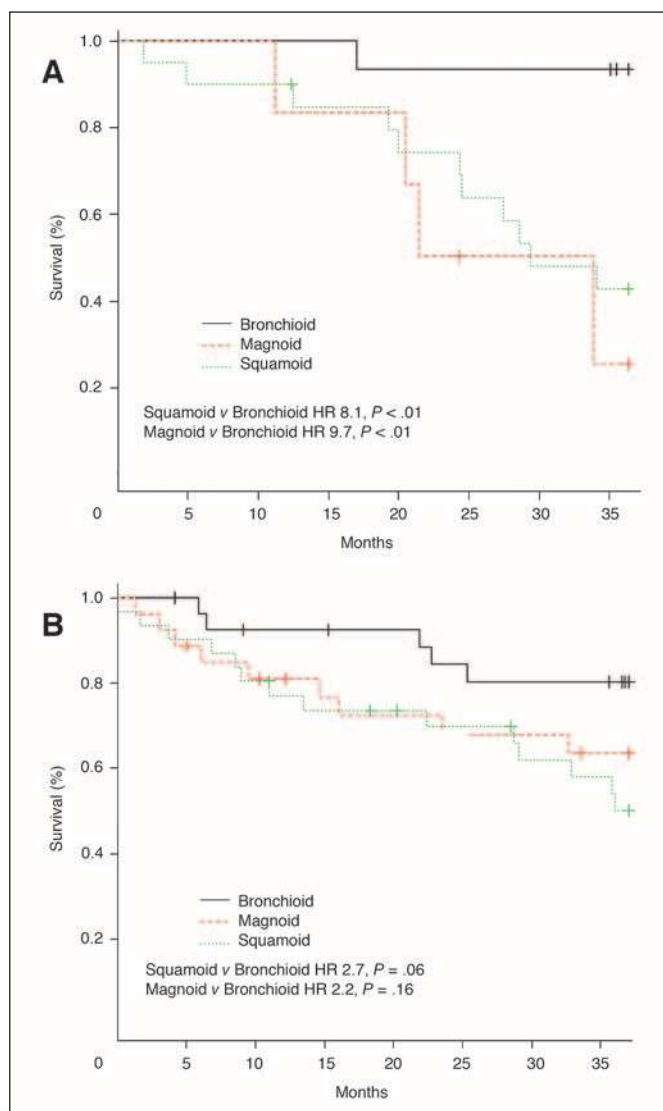 A
1.0
0.8
0.6
0.4
0.2
0
Survival (%)
Bronchioid
Magnoid
Squamoid
Squamoid v Bronchioid HR 8.1, P < .01
Magnoid v Bronchioid HR 9.7, P < .01
5 10 15 20 25 30 35
Months
B
1.0
0.8
0.6
0.4
0.2
0
Survival (%)
Bronchioid
Magnoid
Squamoid
Squamoid v Bronchioid HR 2.7, P = .06
Magnoid v Bronchioid HR 2.2, P = .16
5 10 15 20 25 30 35
Months